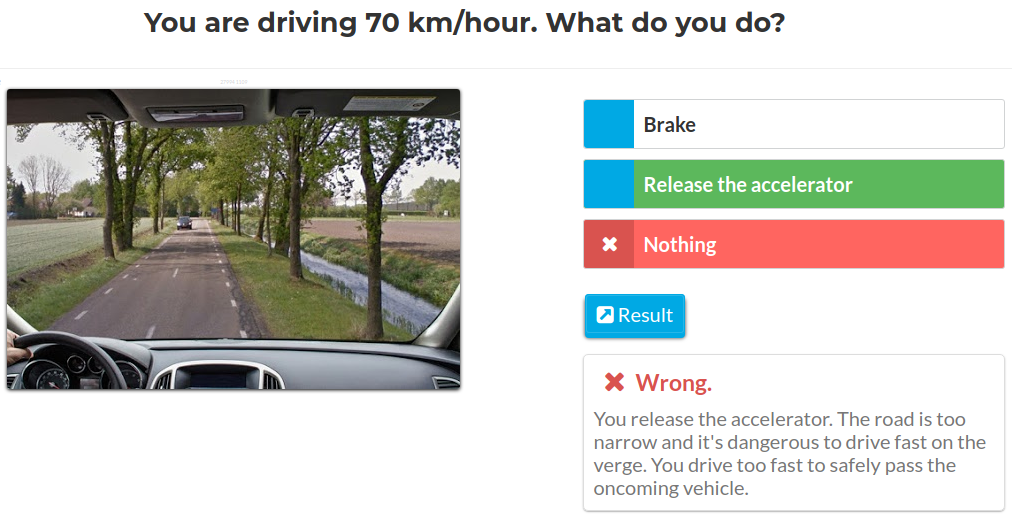 You are driving 70 km/hour. What do you do?
Brake
Release the accelerator
Nothing
Result
Wrong.
You release the accelerator. The road is too
narrow and it's dangerous to drive fast on the
verge. You drive too fast to safely pass the
oncoming vehicle.